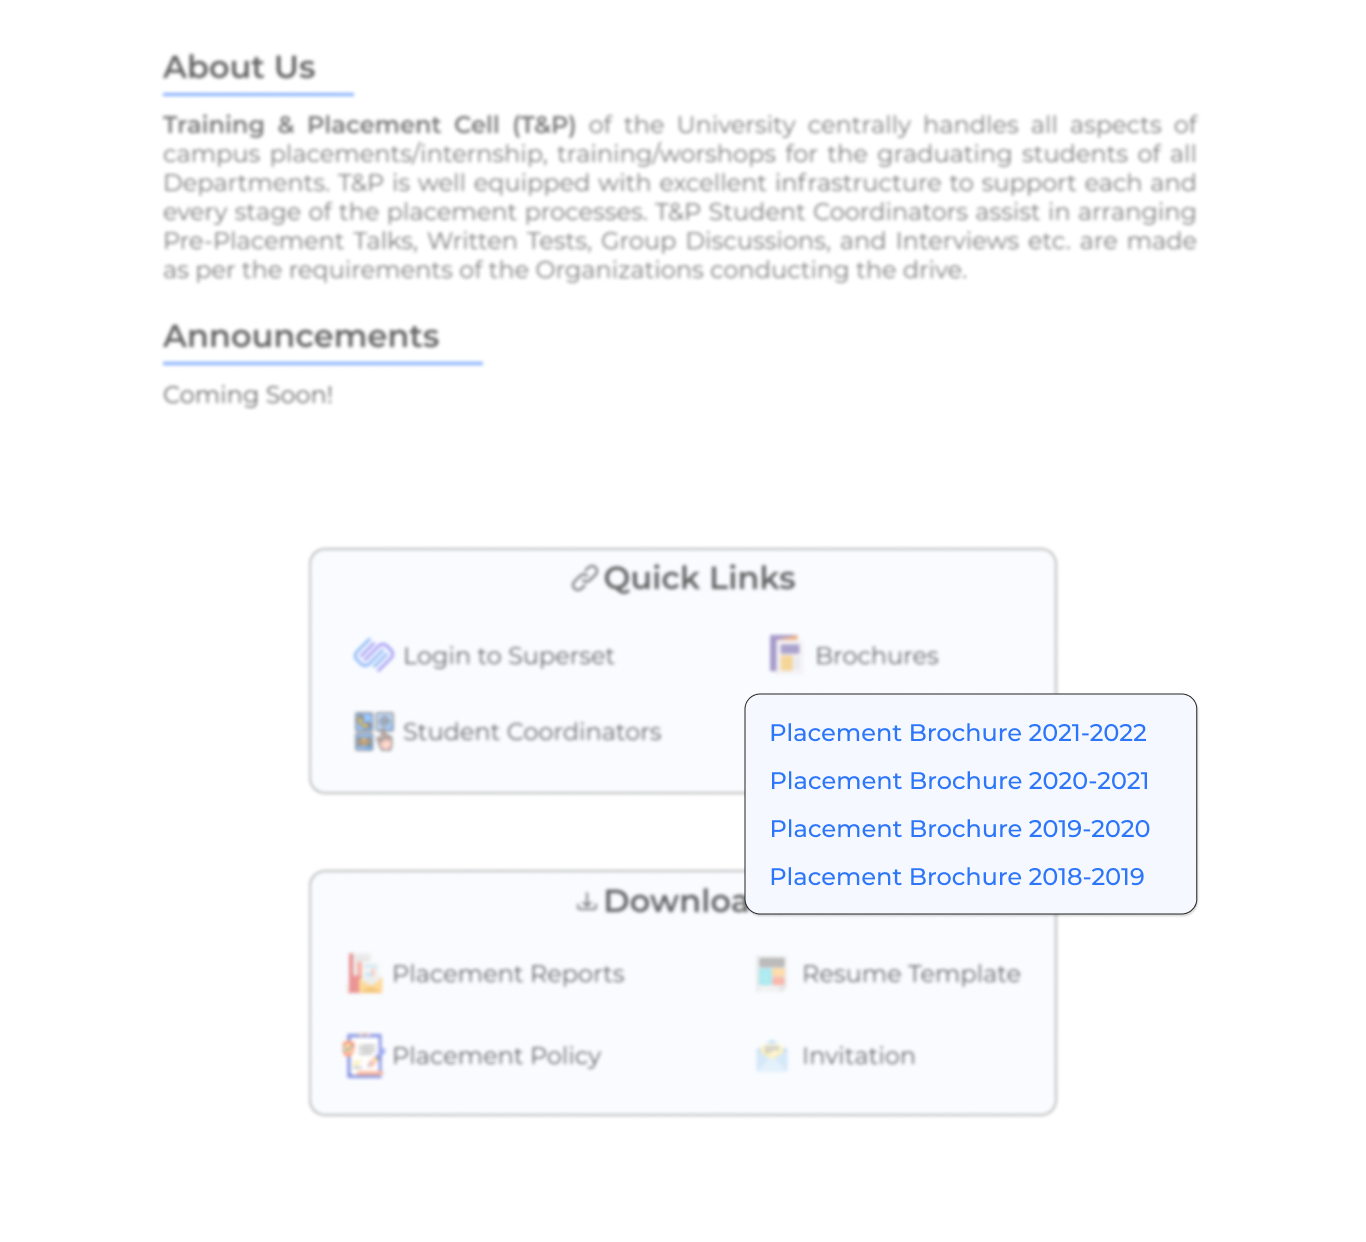 About Us
Training & Placement Cell (T&P) of the University centrally handles all aspects of
campus placements/internship, training/worshops for the graduating students of all
Departments. T&P is well equipped with excellent infrastructure to support each and
every stage of the placement processes. T&P Student Coordinators assist in arranging
Pre-Placement Talks, Written Tests, Group Discussions, and Interviews etc. are made
as per the requirements of the Organizations conducting the drive.
Announcements
Coming Soon!
Quick Links
Login to Superset
Brochures
Student Coordinators
Placement Brochure 2021-2022
Placement Brochure 2020-2021
Placement Brochure 2019-2020
Placement Brochure 2018-2019
Downloa
Placement Reports
Resume Template
Placement Policy
Invitation